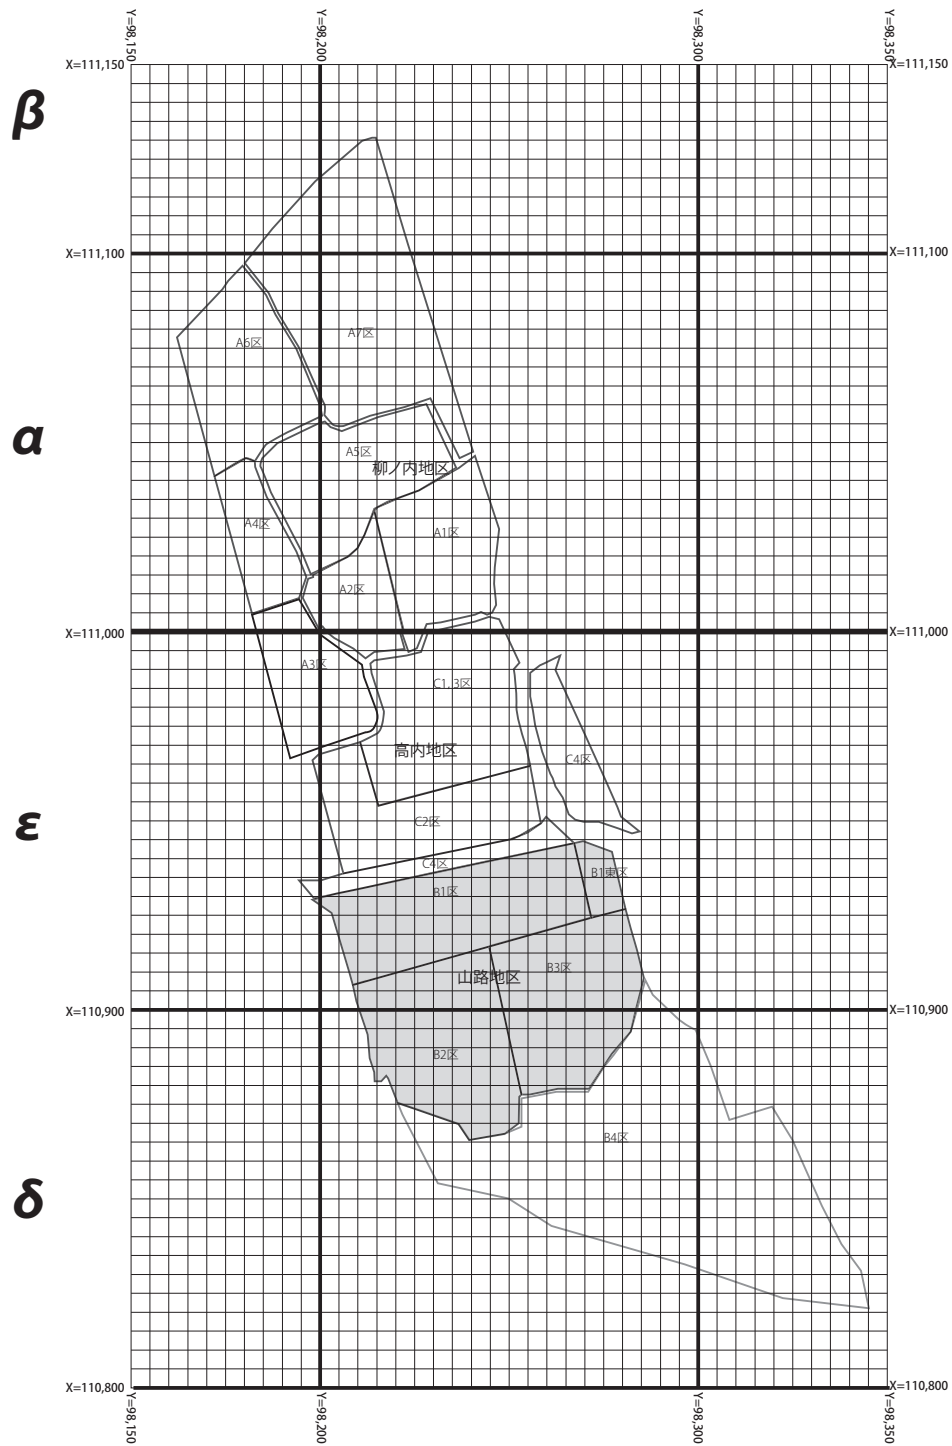 Y=98,150
Y=98,200
Y=98,300
Y=98,350
X=111,150
X=111,150
β
X=111,100
X=111,100
A7区
A6区
α
A5区
柳ノ内地区
A4区
A1区
A2区
X=111,000
X=111,000
A3区
C1, 3区
高内地区
C4区
ε
C2区
C4区
B1東区
B1区
B3区
山路地区
X=110,900
X=110,900
B2区
B4区
δ
X=110,800
X=110,800
Y=98,150
Y=98,200
Y=98,300
Y=98,350